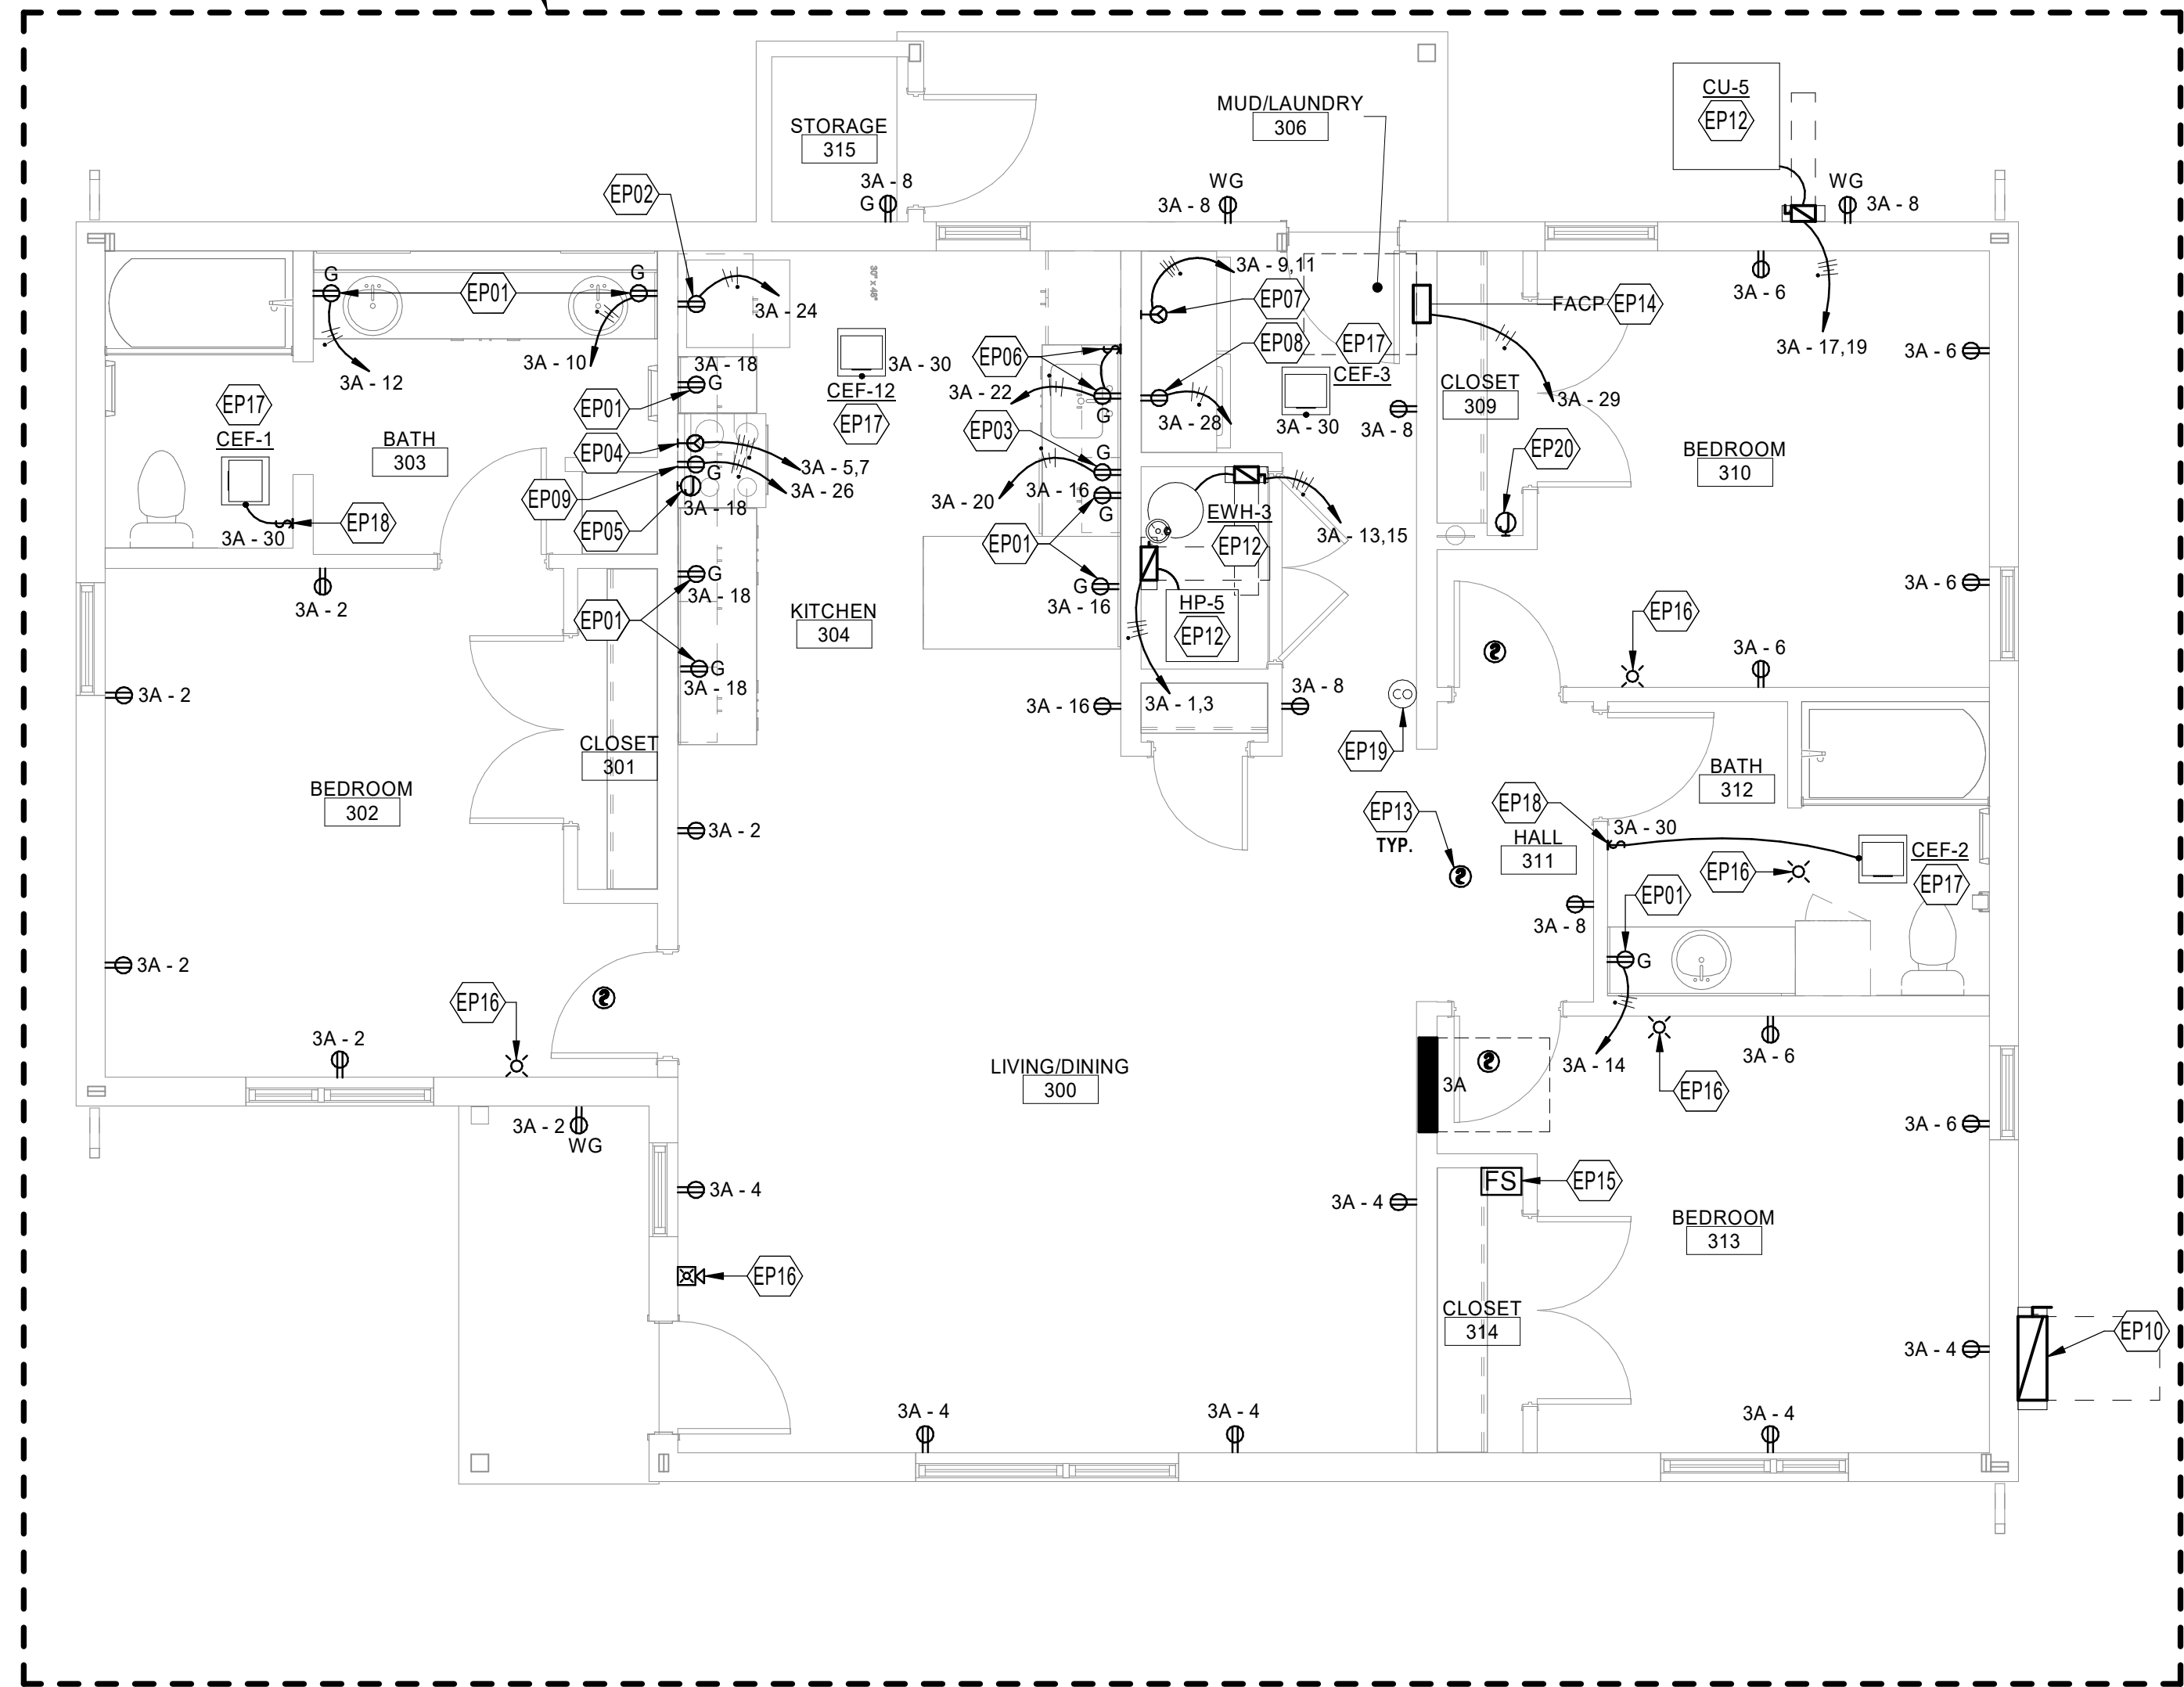 CU-5
EP12
MUD/LAUNDRY
306
STORAGE
315
3A - 8
G
EP02
WG
3A - 8
WG
3A - 8
G
EP01
G
3A - 12
3A - 10
3A - 24
30" x 48"
3A - 9,11
EP07
EP08
EP17
CEF-3
FACP
EP14
3A - 6
3A - 17,19
3A - 6
3A - 18
G
EP01
CEF-12
3A - 30
EP17
EP06
3A - 22
G
3A - 28
3A - 30
3A - 8
CLOSET
309
3A - 29
EP17
CEF-1
BATH
303
EP04
EP09
G
EP05
3A - 18
3A - 5,7
3A - 26
EP03
G
3A - 20
3A - 16
G
EP01
G
3A - 16
EP20
BEDROOM
310
3A - 30
EP18
EWH-3
EP12
3A - 13,15
HP-5
EP12
3A - 1,3
3A - 2
G
3A - 18
EP01
G
3A - 18
KITCHEN
304
EP16
3A - 6
3A - 6
3A - 2
3A - 16
3A - 8
CO
EP19
CLOSET
301
BEDROOM
302
3A - 2
EP13
TYP.
BATH
312
EP18
3A - 30
HALL
311
CEF-2
EP17
EP16
EP01
G
3A - 8
3A - 14
3A - 2
EP16
3A - 2
3A - 2
WG
LIVING/DINING
300
3A
EP16
3A - 6
3A - 6
3A - 4
3A - 4
FS
EP15
BEDROOM
313
EP16
CLOSET
314
3A - 4
EP10
3A - 4
3A - 4
3A - 4